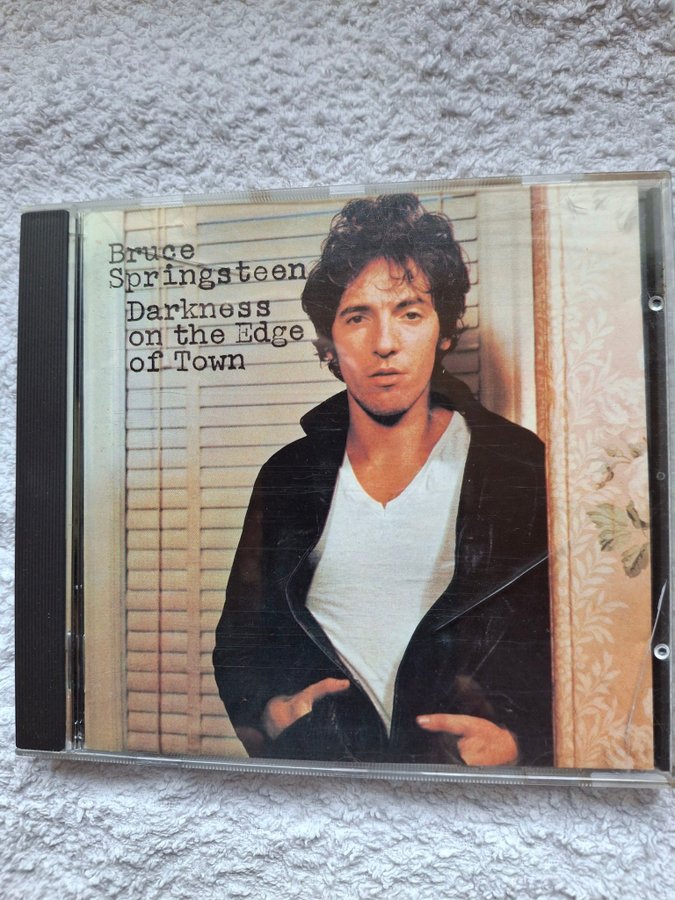 Bruce
Springsteen
Darkness
on the Edge
of Town